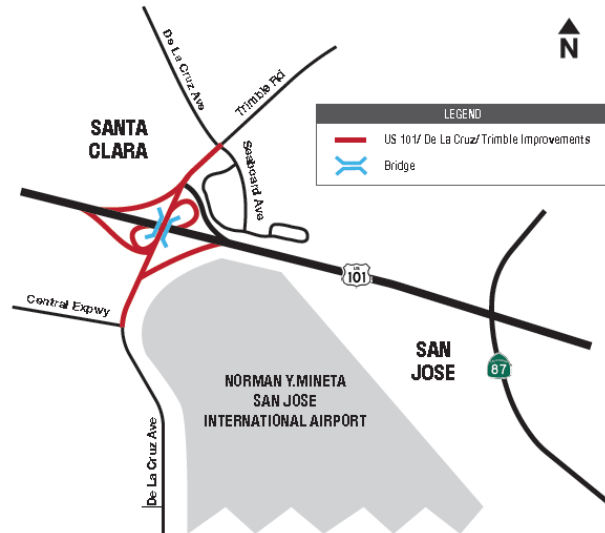 De La Cruz Ave
Trimble Rd
N
SANTA
CLARA
LEGEND
US 101/ De La Cruz/ Trimble Improvements
Bridge
Seaboard Ave
US
101
Central Expwy
SAN
JOSE
87
NORMAN Y.MINETA
SAN JOSE
INTERNATIONAL AIRPORT
De La Cruz Ave